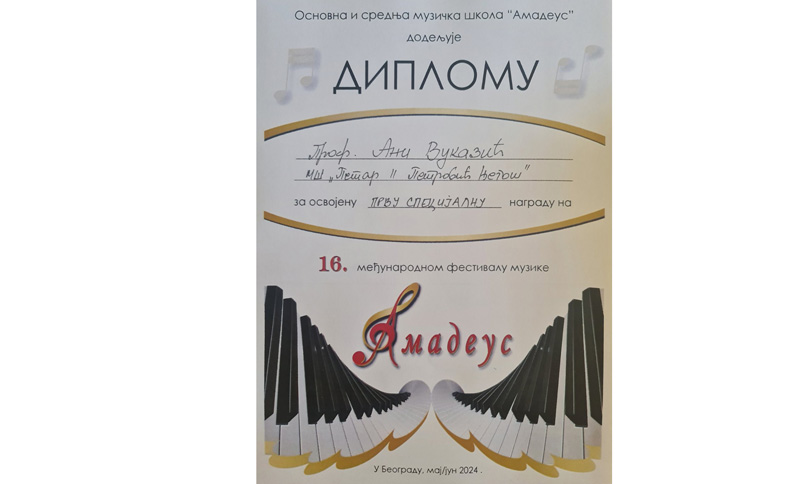 Основна и средња музичка школа "Амадеус"
додељује
ДИПЛОМУ
Проф. Ани Вуказић
МШ „Петар II Петровић Његош"
за освојену ПРВУ СПЕЦИЈАЛНУ награду на
16. међународном фестивалу музике
Амадеус
У Београду, мај/јун 2024.